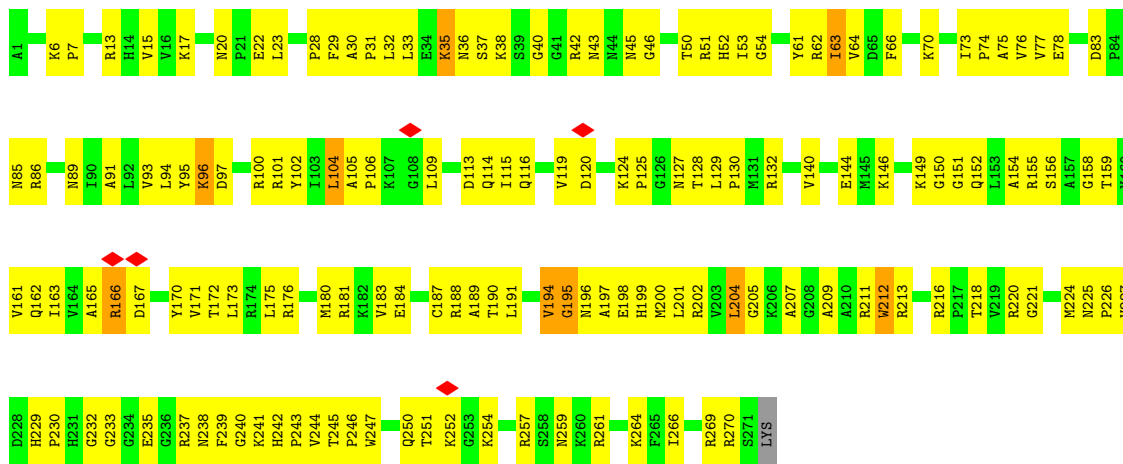 A1 K6 P7 R13 H14 V15 V16 K17 N20 P21 E22 L23 P28 F29 A30 P31 L32 L33 E34 K35 N36 S37 K38 S39 G40 G41 R42 N43 N44 N45 G46 T50 R51 H52 I53 G54 Y61 R62 I63 V64 D65 F66 K70 I73 P74 A75 V76 V77 E78 D83 P84
N85 R86 N89 I90 A91 L92 V93 L94 Y95 K96 D97 R100 R101 Y102 I103 L104 A105 P106 K107 G108 L109 D113 Q114 I115 Q116 V119 D120 K124 P125 G126 N127 T128 L129 P130 M131 R132 V140 E144 M145 K146 K149 G150 G151 Q152 L153 A154 R155 S156 A157 G158 T159
V161 Q162 I163 V164 A165 R166 D167 Y170 V171 T172 L173 R174 L175 R176 M180 R181 K182 V183 E184 C187 R188 A189 T190 L191 V194 G195 N196 A197 E198 H199 M200 L201 R202 V203 L204 G205 K206 A207 G208 A209 A210 R211 W212 R213 R216 P217 T218 V219 R220 G221 M224 N225 P226
D228 H229 P230 H231 G232 G233 G234 E235 G236 R237 N238 F239 G240 K241 H242 P243 V244 T245 P246 W247 Q250 T251 K252 G253 K254 R257 S258 N259 K260 R261 K264 F265 I266 R269 R270 S271 LYS